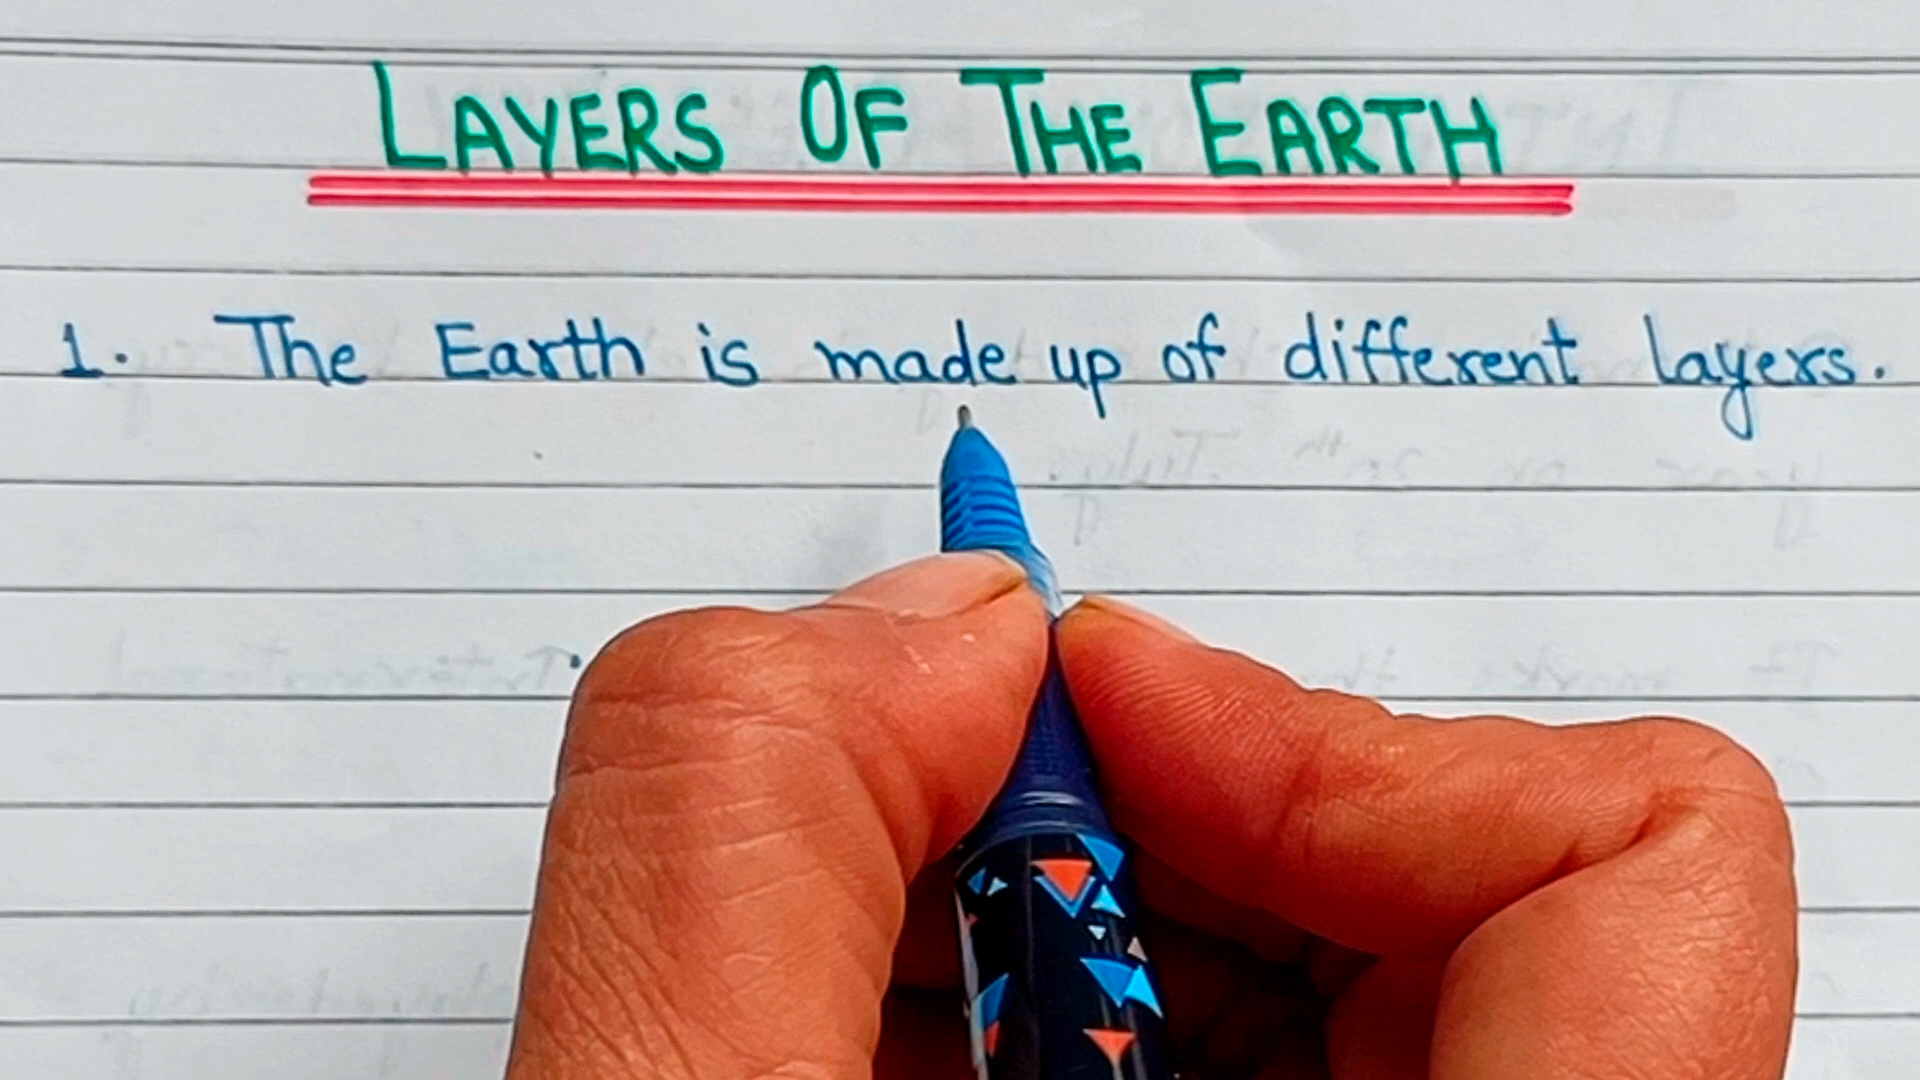 LAYERS OF THE EARTH
1. The Earth is made up of different layers.